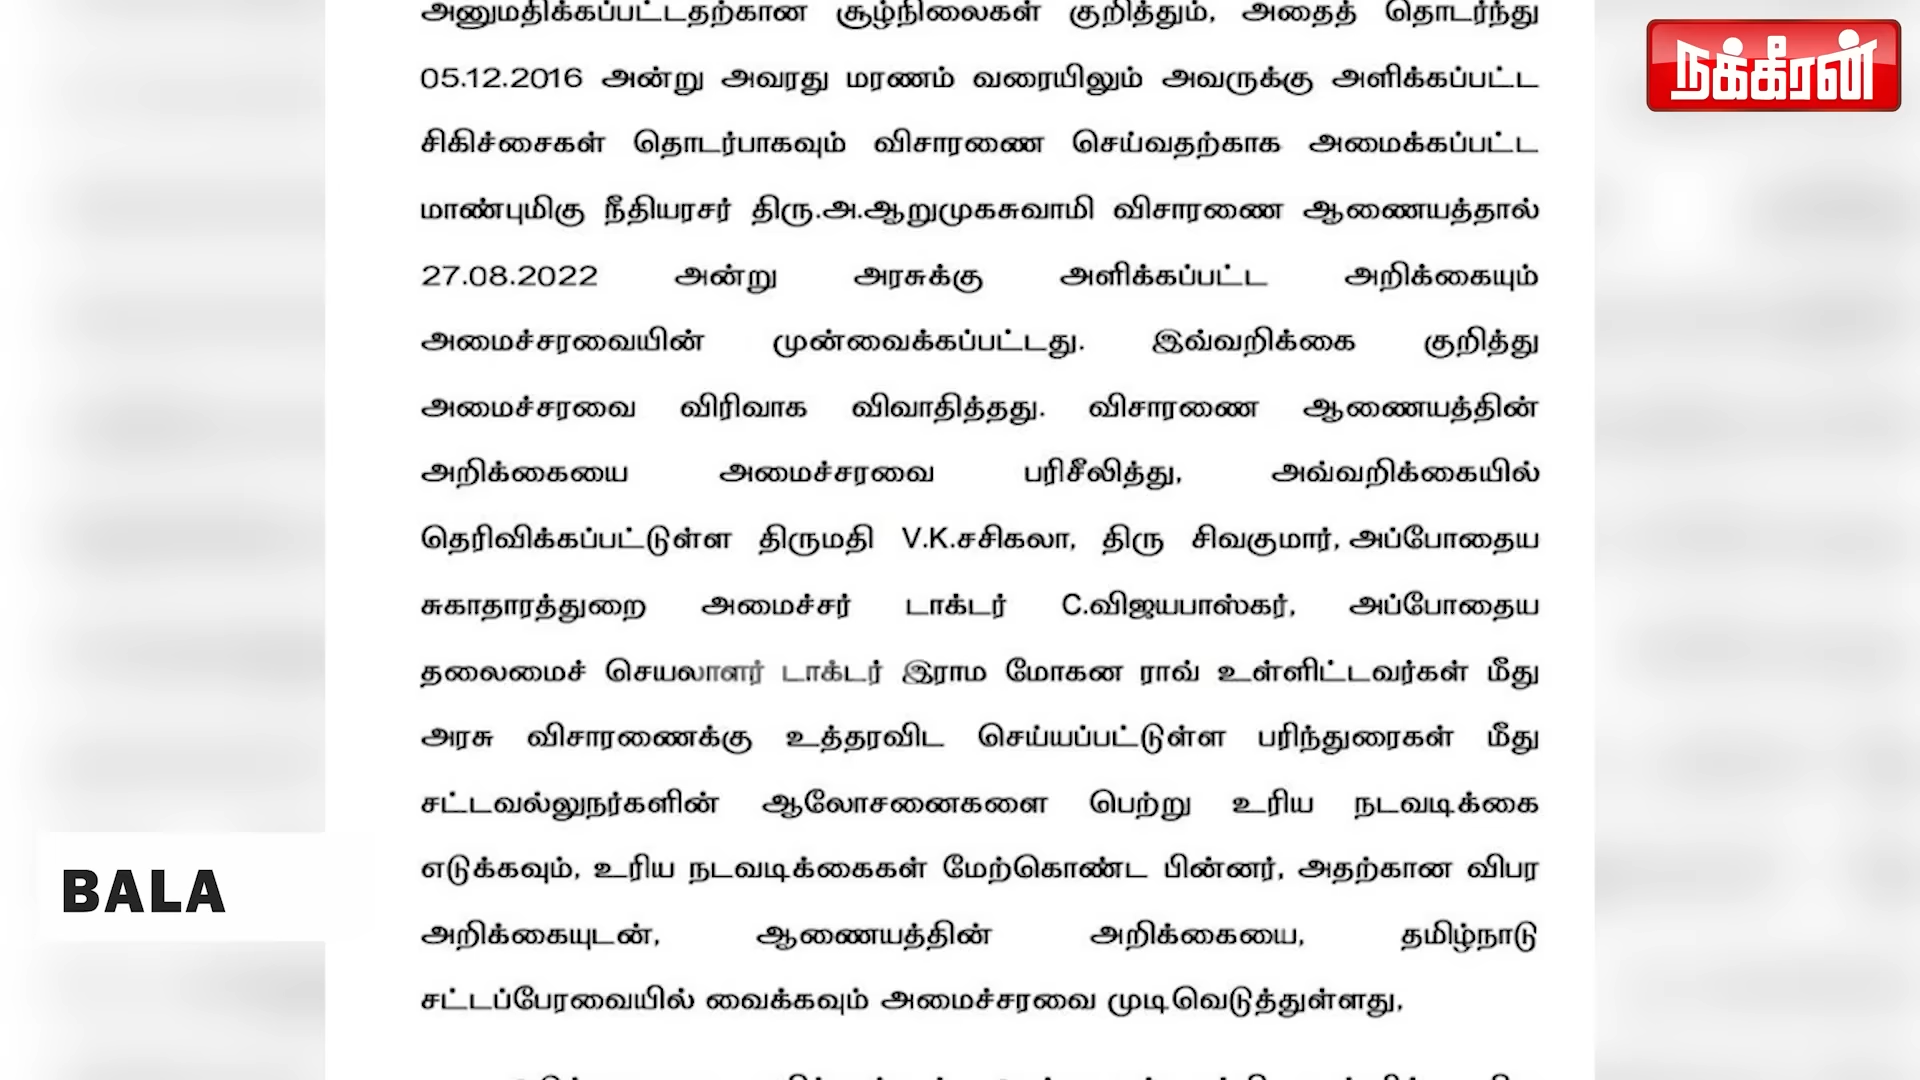 அனுமதிக்கப்பட்டதற்கான சூழ்நிலைகள் குறித்தும், அதைத் தொடர்ந்து
05.12.2016 அன்று அவரது மரணம் வரையிலும் அவருக்கு அளிக்கப்பட்ட
சிகிச்சைகள் தொடர்பாகவும் விசாரணை செய்வதற்காக அமைக்கப்பட்ட
மாண்புமிகு நீதியரசர் திரு.அ.ஆறுமுகசுவாமி விசாரணை ஆணையத்தால்
27.08.2022 அன்று அரசுக்கு அளிக்கப்பட்ட அறிக்கையும்
அமைச்சரவையின் முன்வைக்கப்பட்டது. இவ்வறிக்கை குறித்து
அமைச்சரவை விரிவாக விவாதித்தது. விசாரணை ஆணையத்தின்
அறிக்கையை அமைச்சரவை பரிசீலித்து, அவ்வறிக்கையில்
தெரிவிக்கப்பட்டுள்ள திருமதி V.K.சசிகலா, திரு சிவகுமார், அப்போதைய
சுகாதாரத்துறை அமைச்சர் டாக்டர் C.விஜயபாஸ்கர், அப்போதைய
தலைமைச் செயலாளர் டாக்டர் இராம மோகன ராவ் உள்ளிட்டவர்கள் மீது
அரசு விசாரணைக்கு உத்தரவிட செய்யப்பட்டுள்ள பரிந்துரைகள் மீது
சட்டவல்லுநர்களின் ஆலோசனைகளை பெற்று உரிய நடவடிக்கை
எடுக்கவும், உரிய நடவடிக்கைகள் மேற்கொண்ட பின்னர், அதற்கான விபர
அறிக்கையுடன், ஆணையத்தின் அறிக்கையை, தமிழ்நாடு
சட்டப்பேரவையில் வைக்கவும் அமைச்சரவை முடிவெடுத்துள்ளது.
நக்கீரன்
BALA